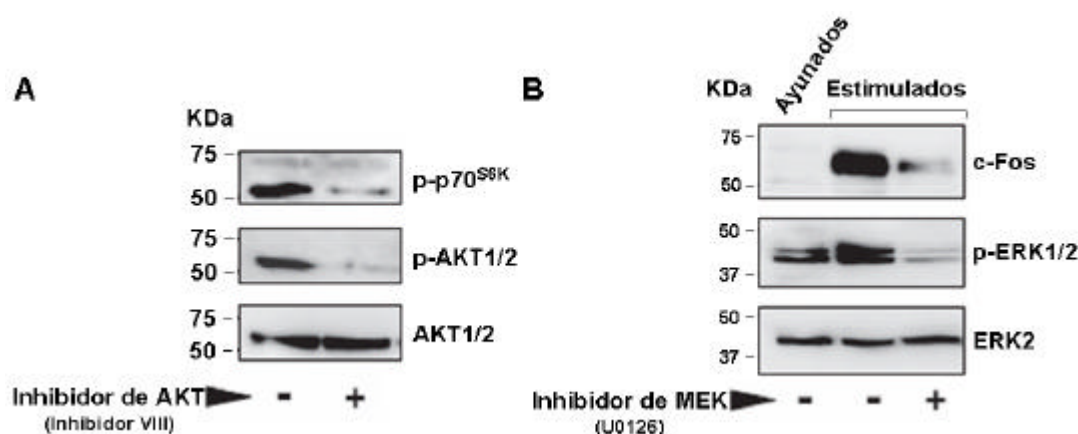 A
KDa
75
50
p-p70S6K
75
50
p-AKT1/2
75
50
AKT1/2
Inhibidor de AKT - +
(Inhibidor VIII)
B
KDa
Ayunados
Estimulados
75
50
c-Fos
50
37
p-ERK1/2
50
37
ERK2
Inhibidor de MEK - - +
(U0126)